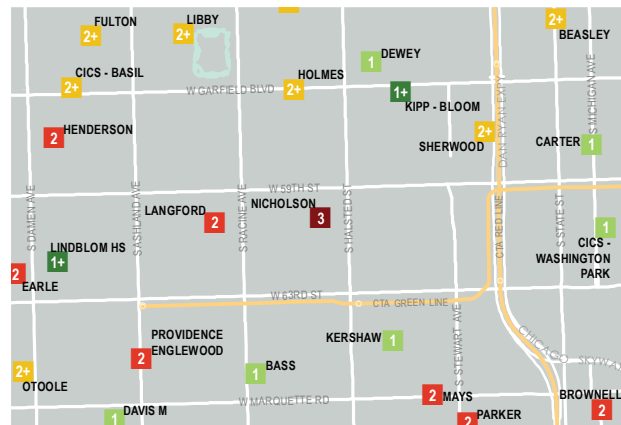 FULTON
2+
LIBBY
2+
2+
BEASLEY
DEWEY
1
CICS - BASIL
2+
HOLMES
2+
W GARFIELD BLVD
1+
KIPP - BLOOM
DAN RYAN EXPY
S MICHIGAN AVE
2
HENDERSON
SHERWOOD
2+
CARTER
1
S DAMEN AVE
S ASHLAND AVE
S RACINE AVE
S HALSTED ST
W 59TH ST
LANGFORD
2
NICHOLSON
3
CTA RED LINE
S STATE ST
1
CICS -
WASHINGTON
PARK
LINDBLOM HS
1+
2
EARLE
W 63RD ST
CTA GREEN LINE
S STEWART AVE
PROVIDENCE
ENGLEWOOD
2
KERSHAW
1
CHICAGO SKYWA
2+
OTOOLE
1
BASS
W MARQUETTE RD
2
MAYS
BROWNELL
2
1
DAVIS M
2
PARKER